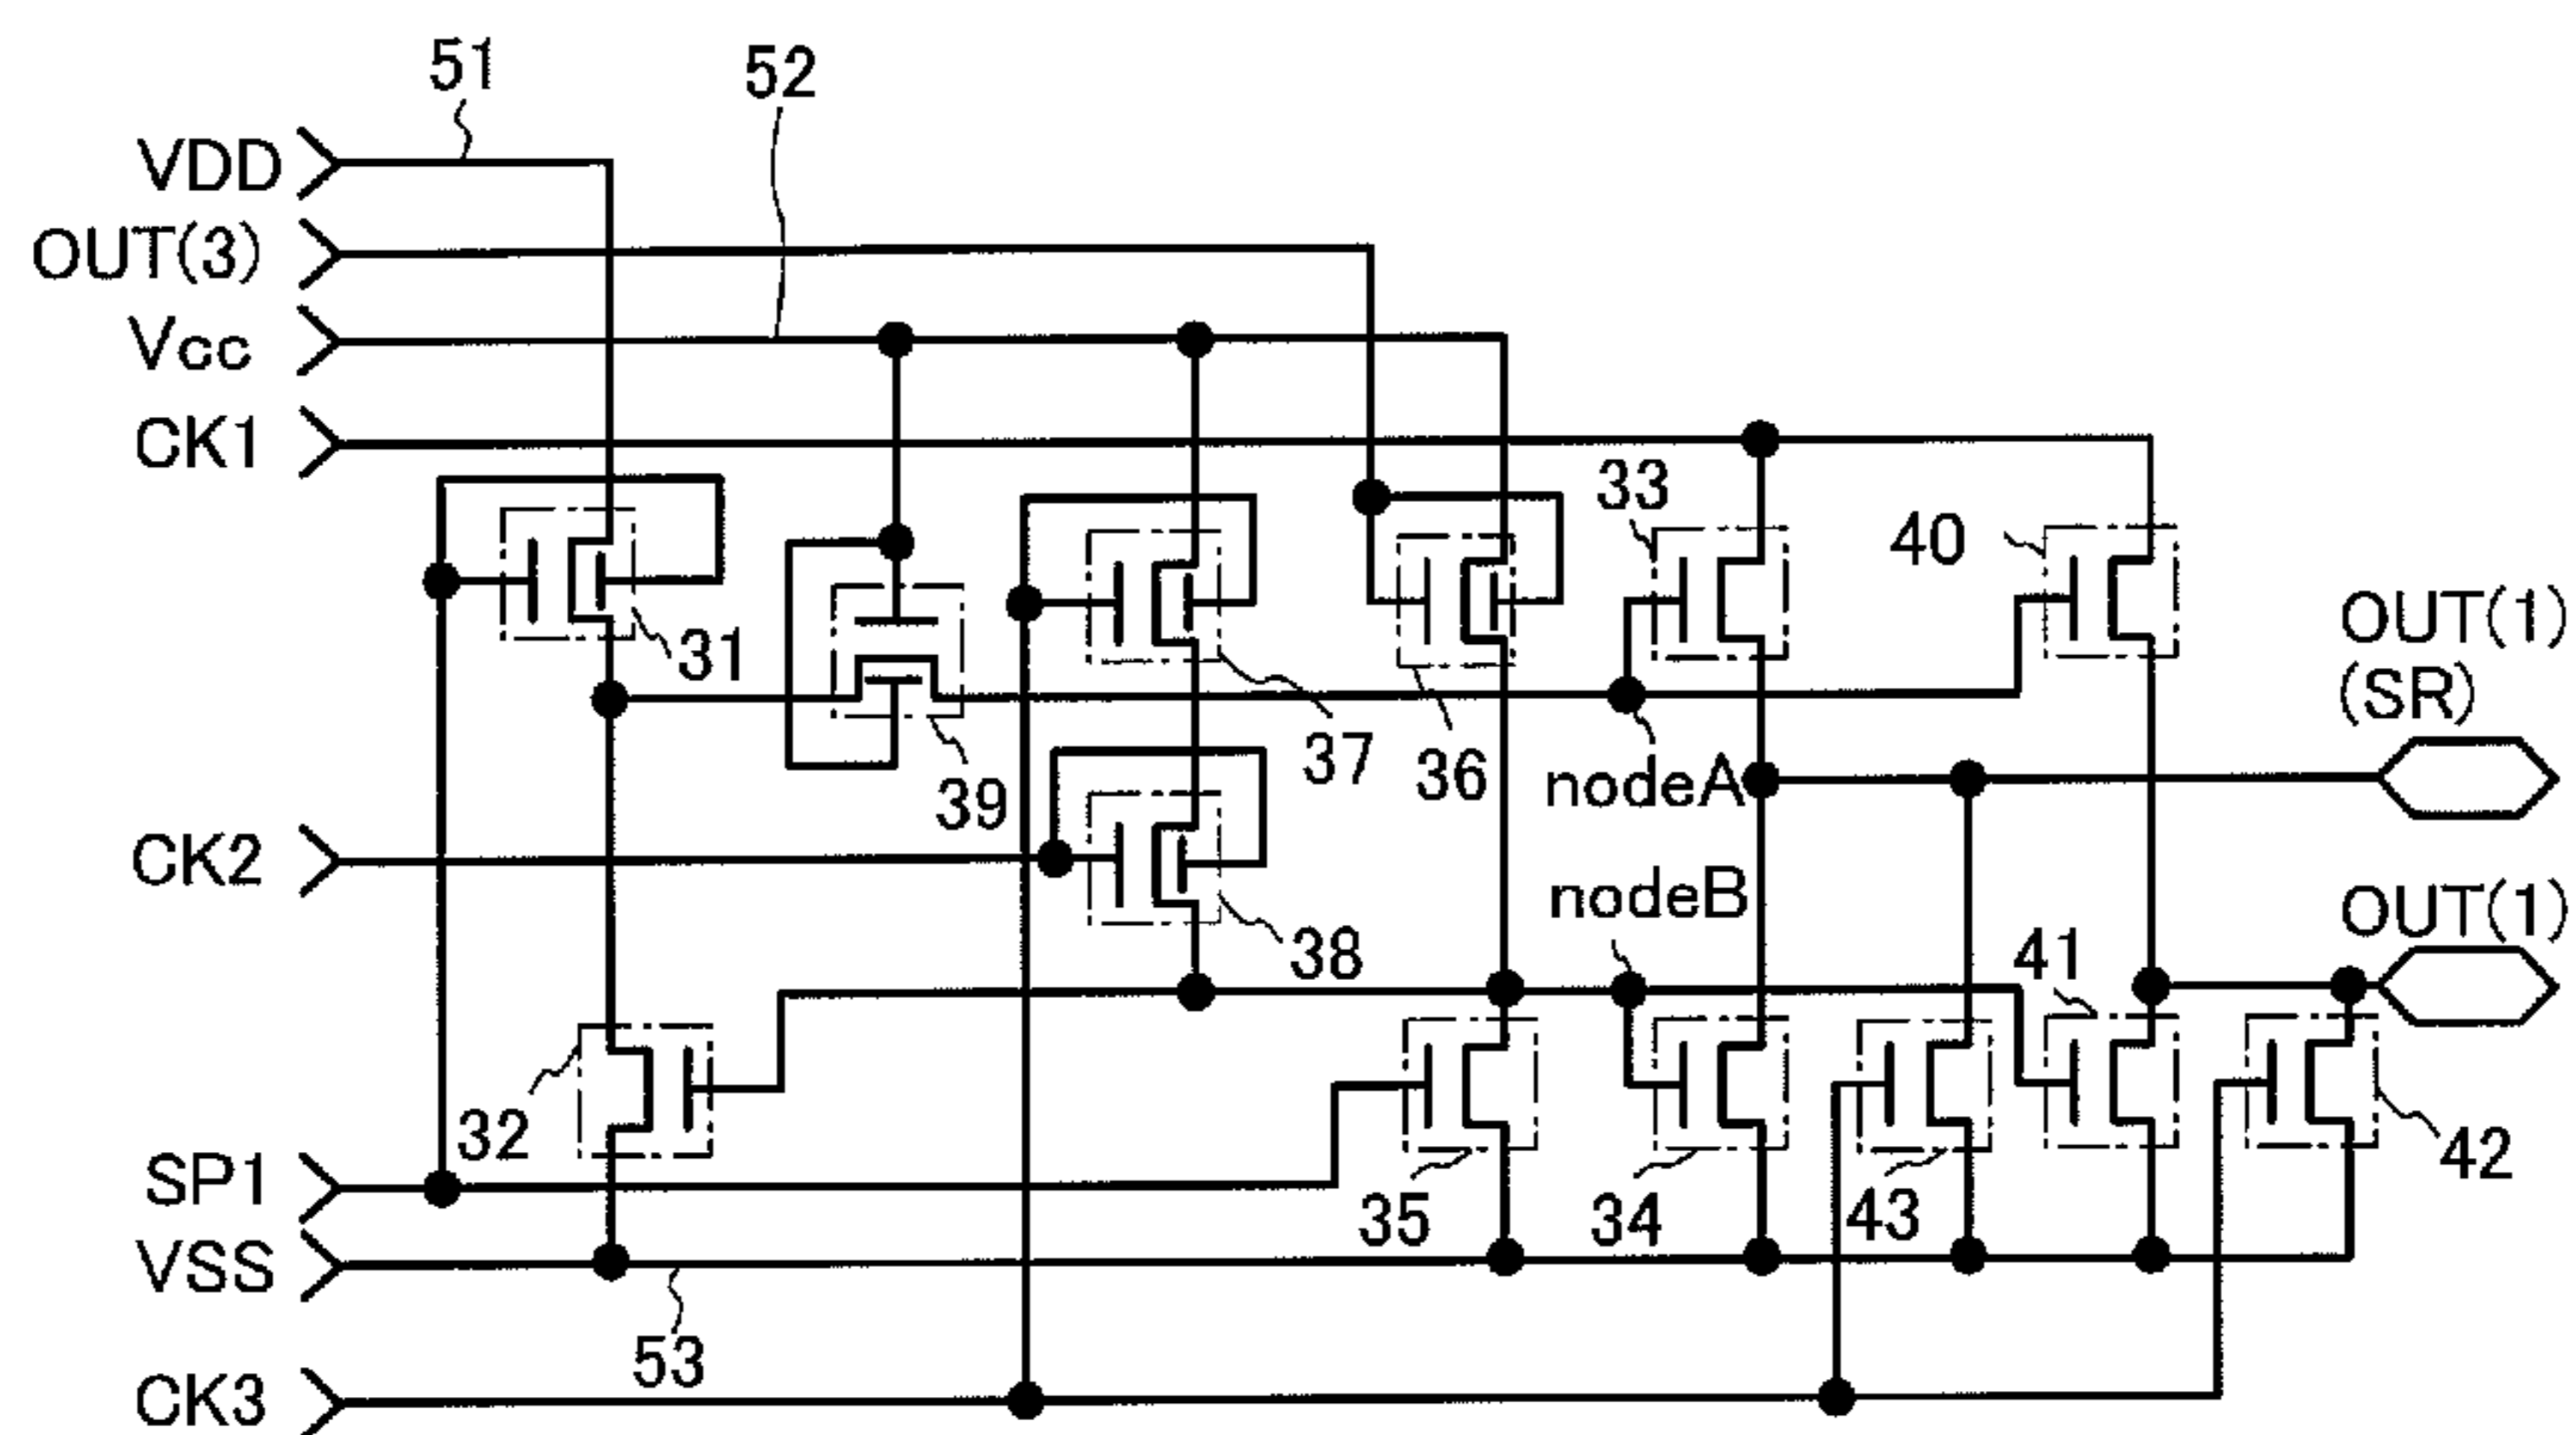 51
52
VDD
OUT(3)
Vcc
CK1
33
40
OUT(1)
(SR)
31
39
37
36
nodeA
CK2
nodeB
OUT(1)
38
41
32
SP1
35
34
43
42
VSS
53
CK3